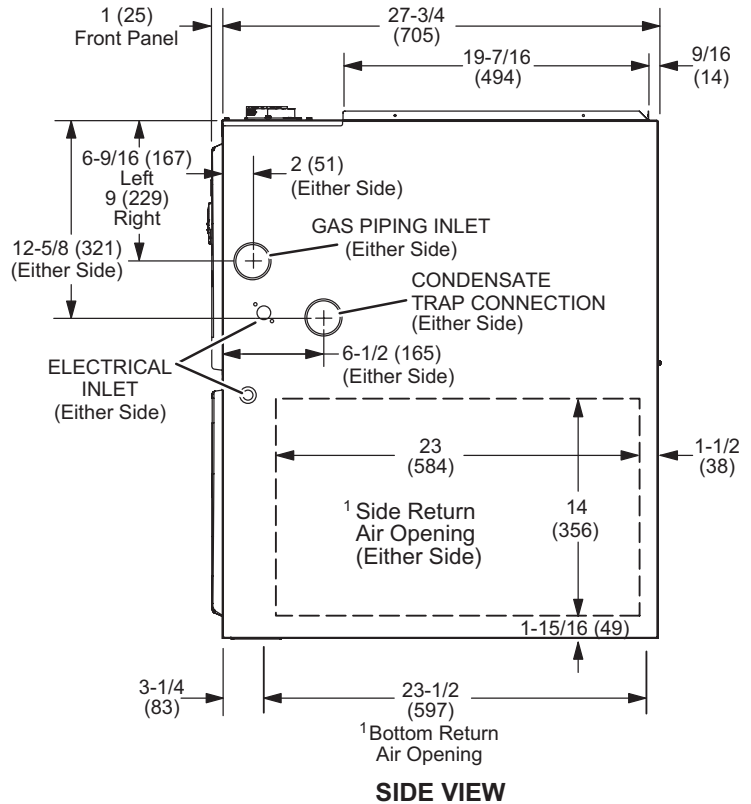 1 (25)
Front Panel
27-3/4
(705)
19-7/16
(494)
9/16
(14)
6-9/16 (167)
Left
9 (229)
Right
2 (51)
(Either Side)
GAS PIPING INLET
(Either Side)
12-5/8 (321)
(Either Side)
CONDENSATE
TRAP CONNECTION
(Either Side)
6-1/2 (165)
(Either Side)
ELECTRICAL
INLET
(Either Side)
23
(584)
1-1/2
(38)
1 Side Return
Air Opening
(Either Side)
14
(356)
1-15/16 (49)
3-1/4
(83)
23-1/2
(597)
1 Bottom Return
Air Opening
SIDE VIEW